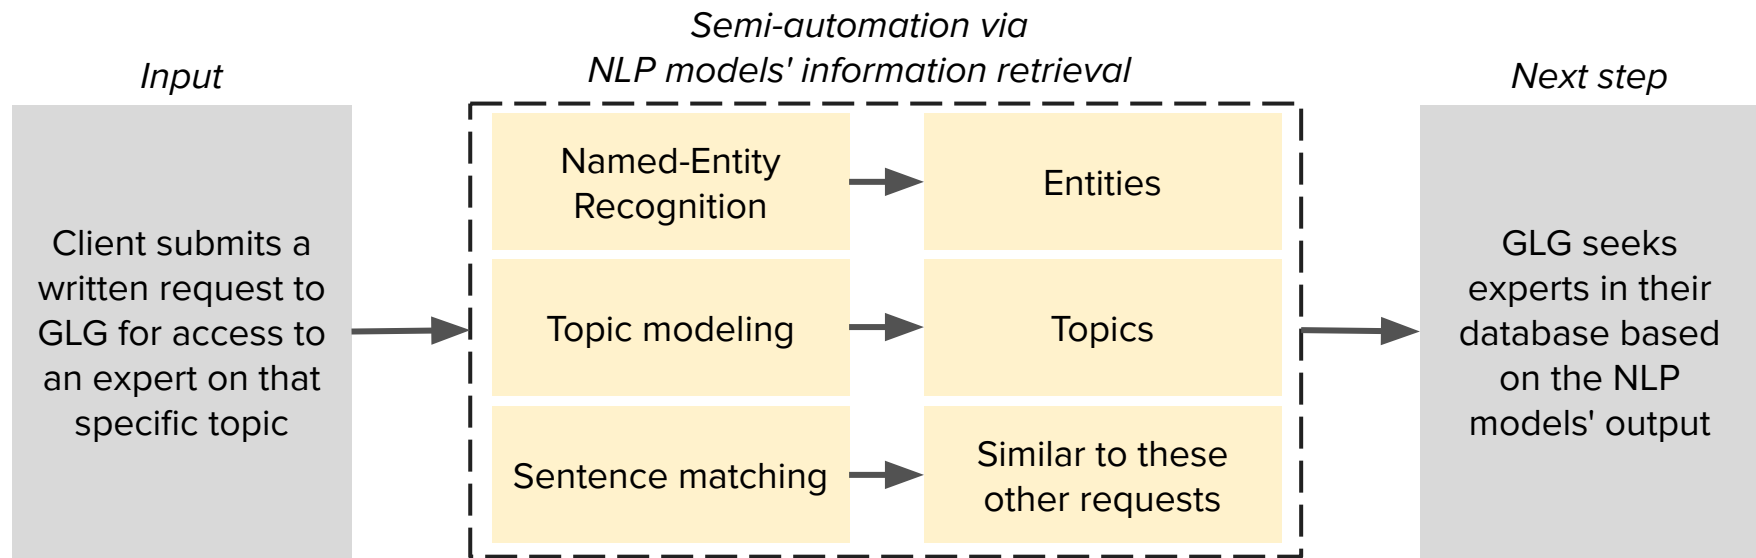 Input
Client submits a
written request to
GLG for access to
an expert on that
specific topic
Semi-automation via
NLP models' information retrieval
Named-Entity
Recognition
Entities
Topic modeling
Topics
Sentence matching
Similar to these
other requests
Next step
GLG seeks
experts in their
database based
on the NLP
models' output